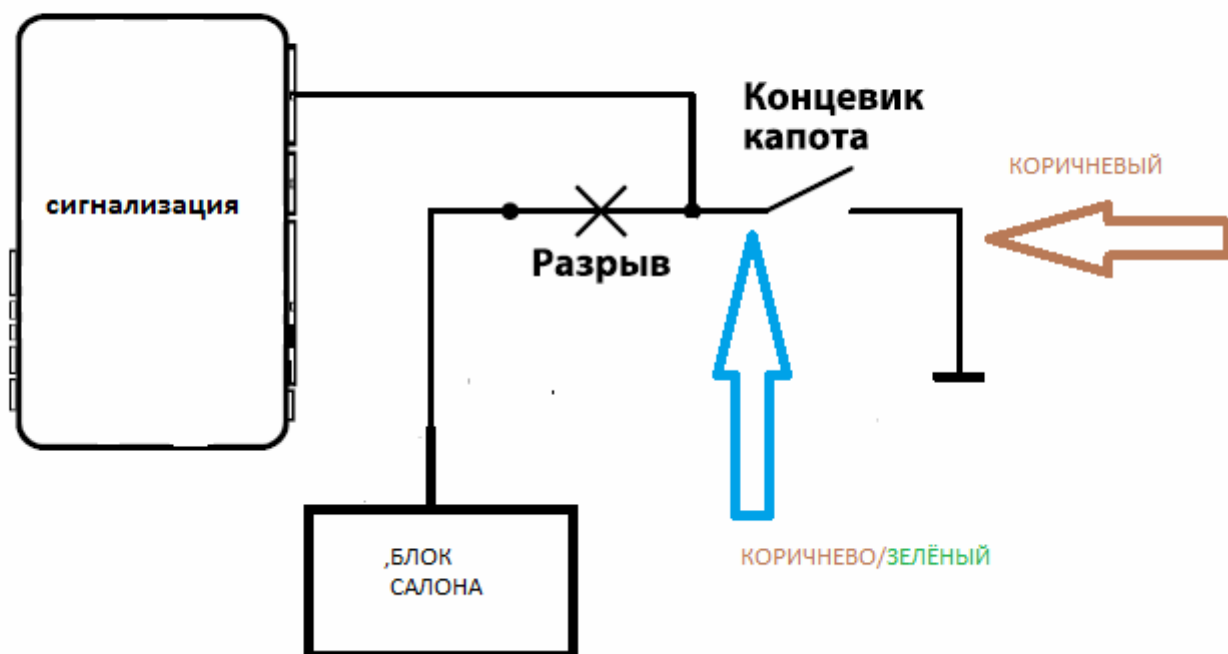 Концевик
капота
КОРИЧНЕВЫЙ
сигнализация
Разрыв
,БЛОК
САЛОНА
КОРИЧНЕВО/ЗЕЛЁНЫЙ